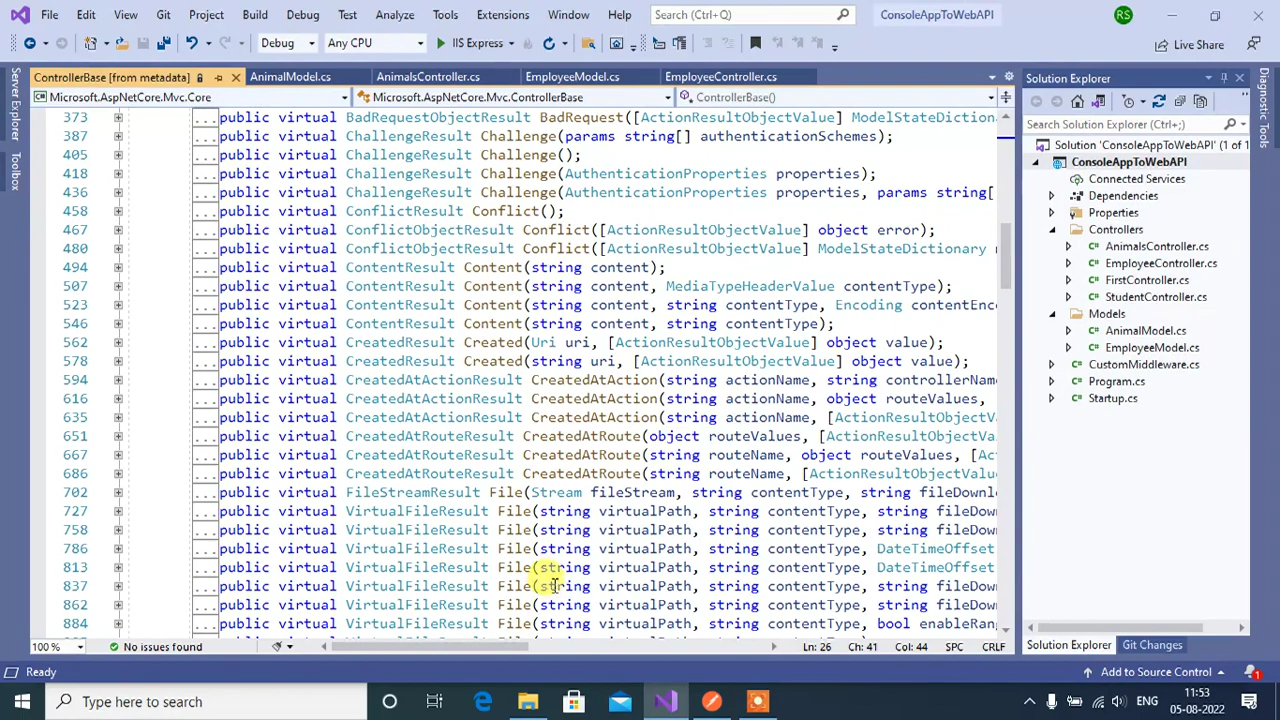 File Edit View Git Project Build Debug Test Analyze Tools Extensions Window Help Search (Ctrl+Q) ConsoleAppToWebAPI RS
Debug Any CPU IIS Express Live Share
ControllerBase [from metadata] AnimalModel.cs AnimalsController.cs EmployeeModel.cs EmployeeController.cs
Microsoft.AspNetCore.Mvc.Core Microsoft.AspNetCore.Mvc.ControllerBase ControllerBase()
373 ... public virtual BadRequestObjectResult BadRequest([ActionResultObjectValue] ModelStateDictiona
387 ... public virtual ChallengeResult Challenge(params string[] authenticationSchemes);
405 ... public virtual ChallengeResult Challenge();
418 ... public virtual ChallengeResult Challenge(AuthenticationProperties properties);
436 ... public virtual ChallengeResult Challenge(AuthenticationProperties properties, params string[
458 ... public virtual ConflictResult Conflict();
467 ... public virtual ConflictObjectResult Conflict([ActionResultObjectValue] object error);
480 ... public virtual ConflictObjectResult Conflict([ActionResultObjectValue] ModelStateDictionary
494 ... public virtual ContentResult Content(string content);
507 ... public virtual ContentResult Content(string content, MediaTypeHeaderValue contentType);
523 ... public virtual ContentResult Content(string content, string contentType, Encoding contentEnc
546 ... public virtual ContentResult Content(string content, string contentType);
562 ... public virtual CreatedResult Created(Uri uri, [ActionResultObjectValue] object value);
578 ... public virtual CreatedResult Created(string uri, [ActionResultObjectValue] object value);
594 ... public virtual CreatedAtActionResult CreatedAtAction(string actionName, string controllerNam
616 ... public virtual CreatedAtActionResult CreatedAtAction(string actionName, object routeValues,
635 ... public virtual CreatedAtActionResult CreatedAtAction(string actionName, [ActionResultObjectVa
651 ... public virtual CreatedAtRouteResult CreatedAtRoute(object routeValues, [ActionResultObjectVa
667 ... public virtual CreatedAtRouteResult CreatedAtRoute(string routeName, object routeValues, [Ac
686 ... public virtual CreatedAtRouteResult CreatedAtRoute(string routeName, [ActionResultObjectValu
702 ... public virtual FileStreamResult File(Stream fileStream, string contentType, string fileDownl
727 ... public virtual VirtualFileResult File(string virtualPath, string contentType, string fileDow
758 ... public virtual VirtualFileResult File(string virtualPath, string contentType, string fileDow
786 ... public virtual VirtualFileResult File(string virtualPath, string contentType, DateTimeOffset
813 ... public virtual VirtualFileResult File(string virtualPath, string contentType, DateTimeOffset
837 ... public virtual VirtualFileResult File(string virtualPath, string contentType, string fileDow
862 ... public virtual VirtualFileResult File(string virtualPath, string contentType, string fileDow
884 ... public virtual VirtualFileResult File(string virtualPath, string contentType, bool enableRan
100 % No issues found Ln: 26 Ch: 41 Col: 44 SPC CRLF
Server Explorer
Toolbox
Solution Explorer
Search Solution Explorer (Ctrl+;)
Solution 'ConsoleAppToWebAPI' (1 of 1
ConsoleAppToWebAPI
Connected Services
Dependencies
Properties
Controllers
AnimalsController.cs
EmployeeController.cs
FirstController.cs
StudentController.cs
Models
AnimalModel.cs
EmployeeModel.cs
CustomMiddleware.cs
Program.cs
Startup.cs
Solution Explorer Git Changes
Diagnostic Tools
Ready Add to Source Control 1
Type here to search ENG 11:53
05-08-2022